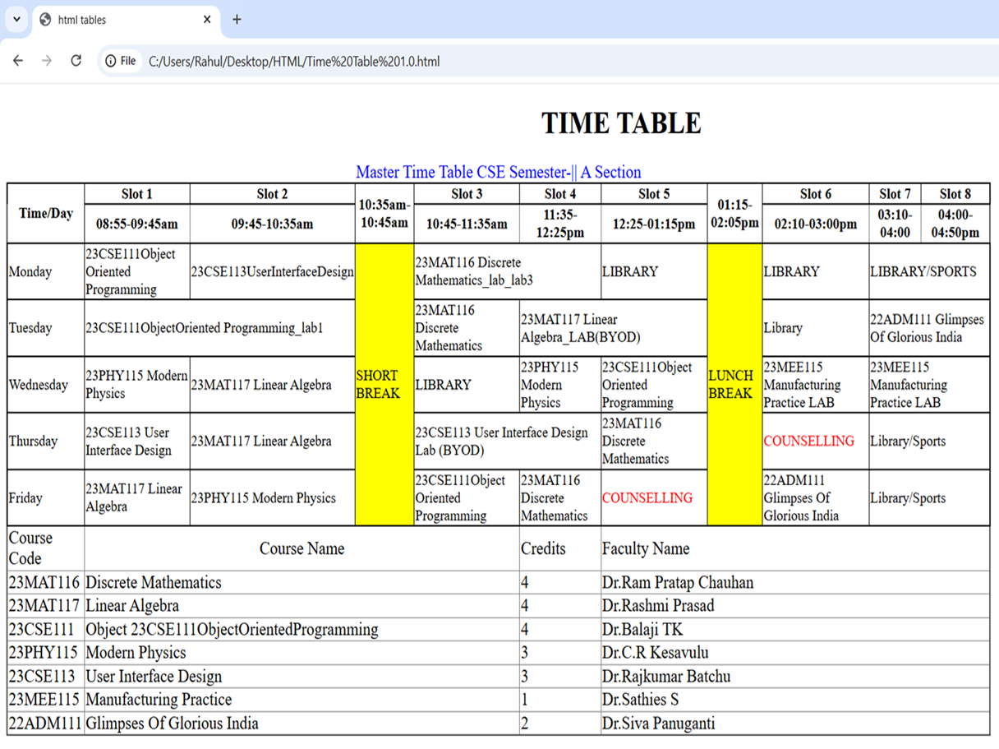 html tables
File C:/Users/Rahul/Desktop/HTML/Time%20Table%201.0.html
TIME TABLE
Master Time Table CSE Semester-|| A Section
Time/Day
Slot 1
Slot 2
10:35am-
10:45am
Slot 3
Slot 4
Slot 5
01:15-
02:05pm
Slot 6
Slot 7
Slot 8
08:55-09:45am
09:45-10:35am
10:45-11:35am
11:35-
12:25pm
12:25-01:15pm
02:10-03:00pm
03:10-
04:00
04:00-
04:50pm
Monday
23CSE111Object
Oriented
Programming
23CSE113UserInterfaceDesign
SHORT
BREAK
23MAT116 Discrete
Mathematics_lab_lab3
LIBRARY
LUNCH
BREAK
LIBRARY
LIBRARY/SPORTS
Tuesday
23CSE111ObjectOriented Programming_lab1
23MAT116
Discrete
Mathematics
23MAT117 Linear
Algebra_LAB(BYOD)
Library
22ADM111 Glimpses
Of Glorious India
Wednesday
23PHY115 Modern
Physics
23MAT117 Linear Algebra
LIBRARY
23PHY115
Modern
Physics
23CSE111Object
Oriented
Programming
23MEE115
Manufacturing
Practice LAB
23MEE115
Manufacturing
Practice LAB
Thursday
23CSE113 User
Interface Design
23MAT117 Linear Algebra
23CSE113 User Interface Design
Lab (BYOD)
23MAT116
Discrete
Mathematics
COUNSELLING
Library/Sports
Friday
23MAT117 Linear
Algebra
23PHY115 Modern Physics
23CSE111Object
Oriented
Programming
23MAT116
Discrete
Mathematics
COUNSELLING
22ADM111
Glimpses Of
Glorious India
Library/Sports
Course
Code
Course Name
Credits
Faculty Name
23MAT116 Discrete Mathematics 4 Dr.Ram Pratap Chauhan
23MAT117 Linear Algebra 4 Dr.Rashmi Prasad
23CSE111 Object 23CSE111ObjectOrientedProgramming 4 Dr.Balaji TK
23PHY115 Modern Physics 3 Dr.C.R Kesavulu
23CSE113 User Interface Design 3 Dr.Rajkumar Batchu
23MEE115 Manufacturing Practice 1 Dr.Sathies S
22ADM111 Glimpses Of Glorious India 2 Dr.Siva Panuganti